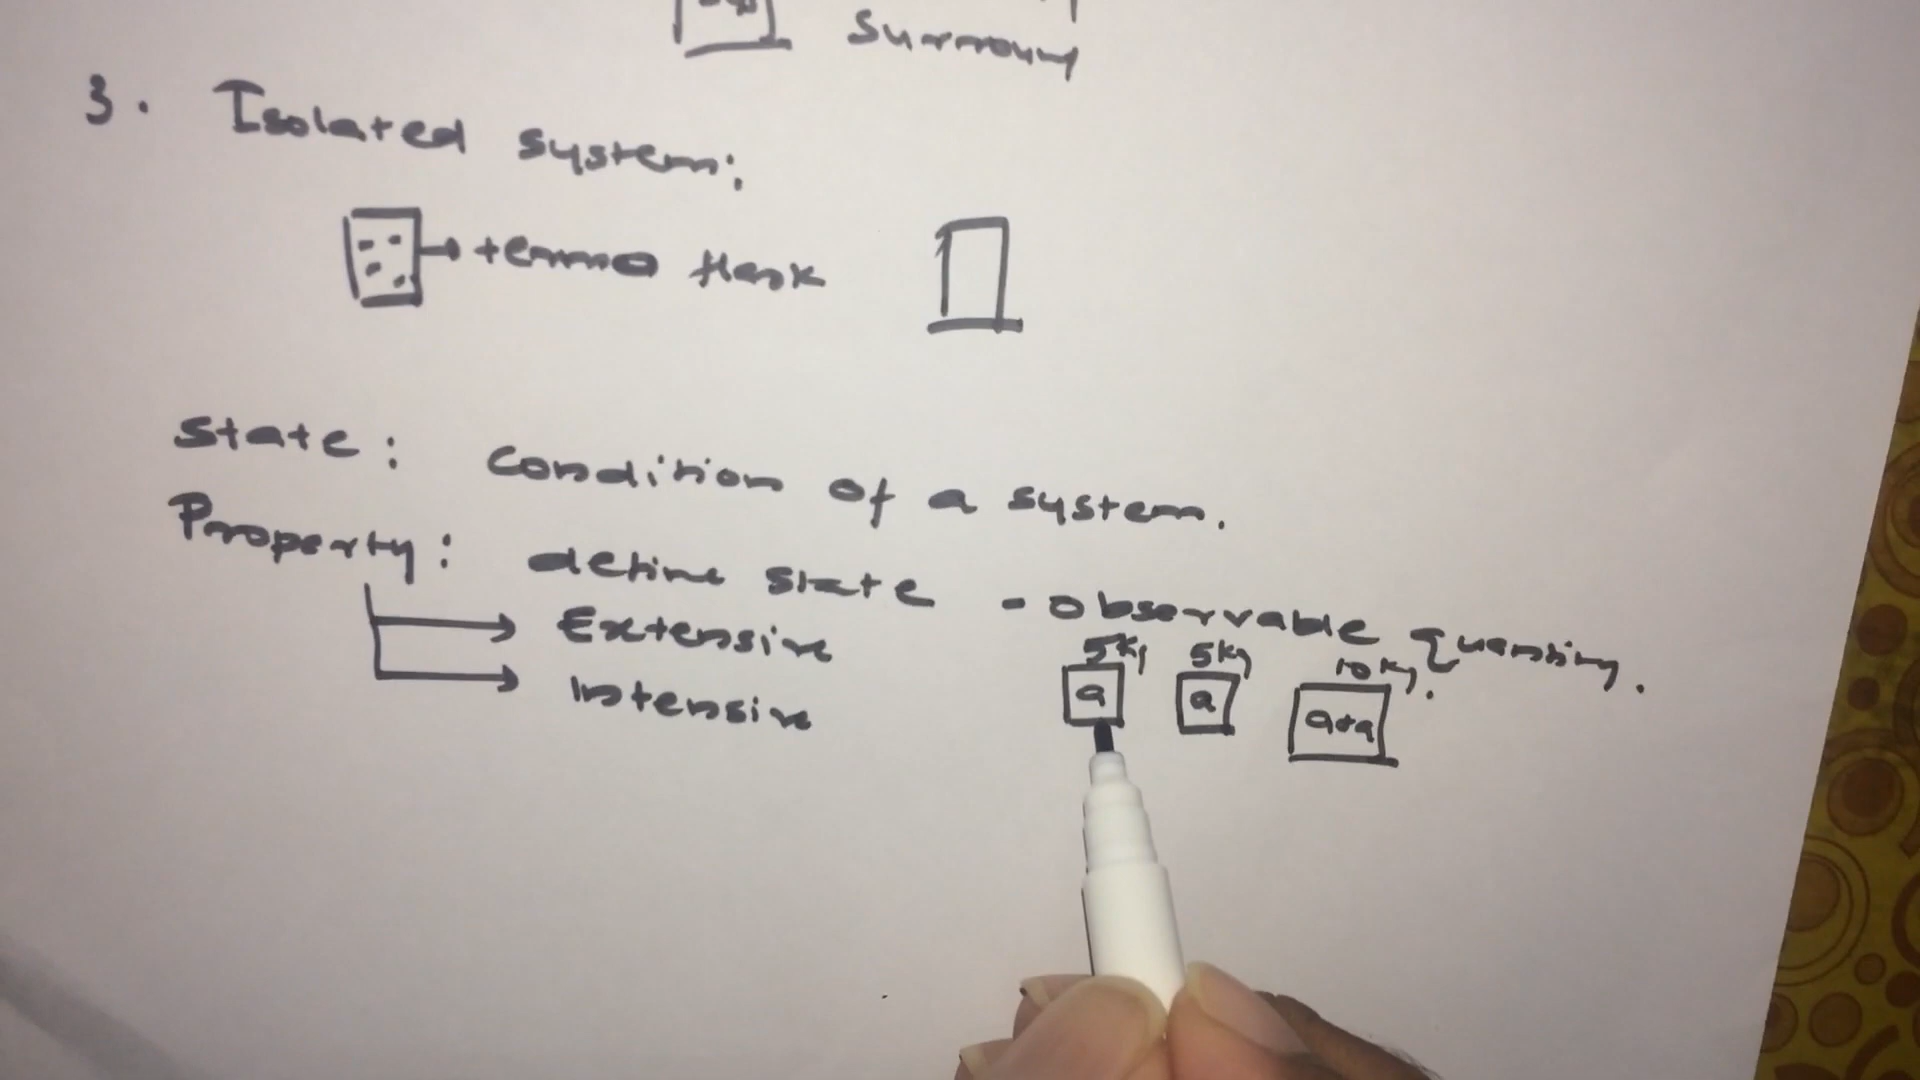 Surroun
3. Isolated system:
termo flask
State: Condition of a system.
Property: define state - Observable quantity.
Extensive
Intensive
5kg 5kg 10kg.
a a a+a